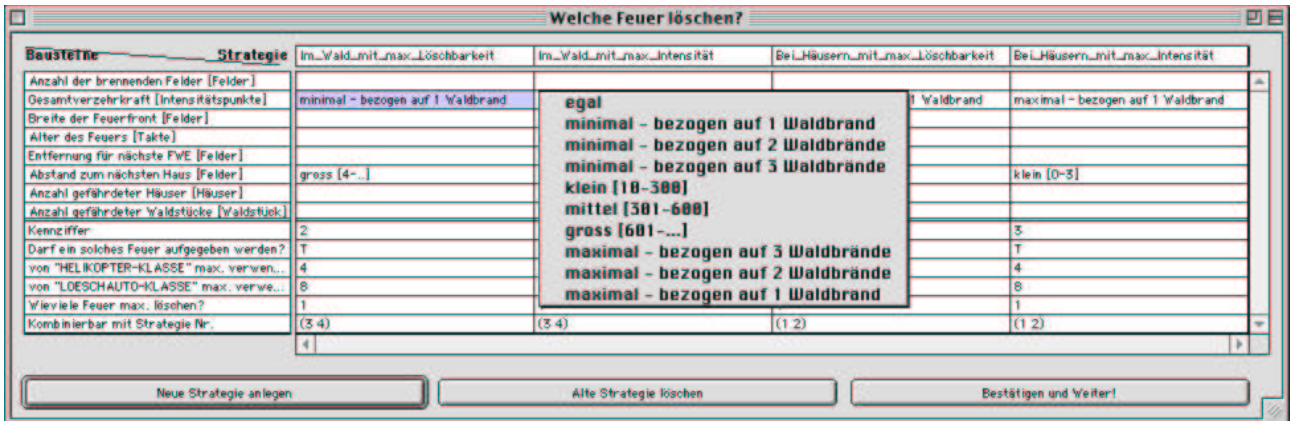 Welche Feuer löschen?
Bausteine Strategie Im_Wald_mit_max_Löschbarkeit Im_Wald_mit_max_Intensität Bei_Häusern_mit_max_Löschbarkeit Bei_Häusern_mit_max_Intensität
Anzahl der brennenden Felder [Felder]
Gesamtverzehrkraft [Intensitätspunkte] minimal - bezogen auf 1 Waldbrand 1 Waldbrand maximal - bezogen auf 1 Waldbrand
Breite der Feuerfront [Felder]
Alter des Feuers [Takte]
Entfernung für nächste FWE [Felder]
Abstand zum nächsten Haus [Felder] gross [4-..] klein [0-3]
Anzahl gefährdeter Häuser [Häuser]
Anzahl gefährdeter Waldstücke [Waldstück]
Kennziffer 2 3
Darf ein solches Feuer aufgegeben werden? T T
von "HELIKOPTER-KLASSE" max. verwen... 4 4
von "LOESCHAUTO-KLASSE" max. verwe... 8 8
Wieviele Feuer max. löschen? 1 1
Kombinierbar mit Strategie Nr. (3 4) (3 4) (1 2) (1 2)
egal
minimal - bezogen auf 1 Waldbrand
minimal - bezogen auf 2 Waldbrände
minimal - bezogen auf 3 Waldbrände
klein [10-300]
mittel [301-600]
gross [601-...]
maximal - bezogen auf 3 Waldbrände
maximal - bezogen auf 2 Waldbrände
maximal - bezogen auf 1 Waldbrand
Neue Strategie anlegen Alte Strategie löschen Bestätigen und Weiter!